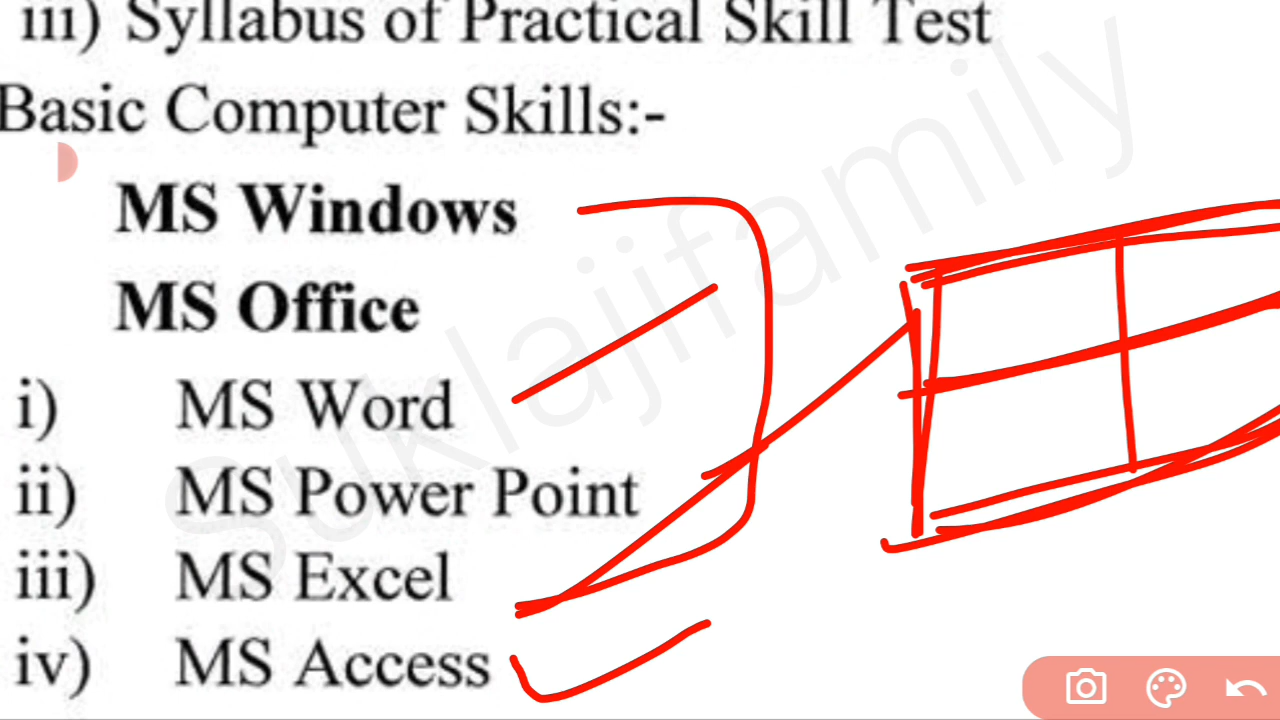 iii) Syllabus of Practical Skill Test
Basic Computer Skills:-
MS Windows
MS Office
i) MS Word
ii) MS Power Point
iii) MS Excel
iv) MS Access
Suklajifamily